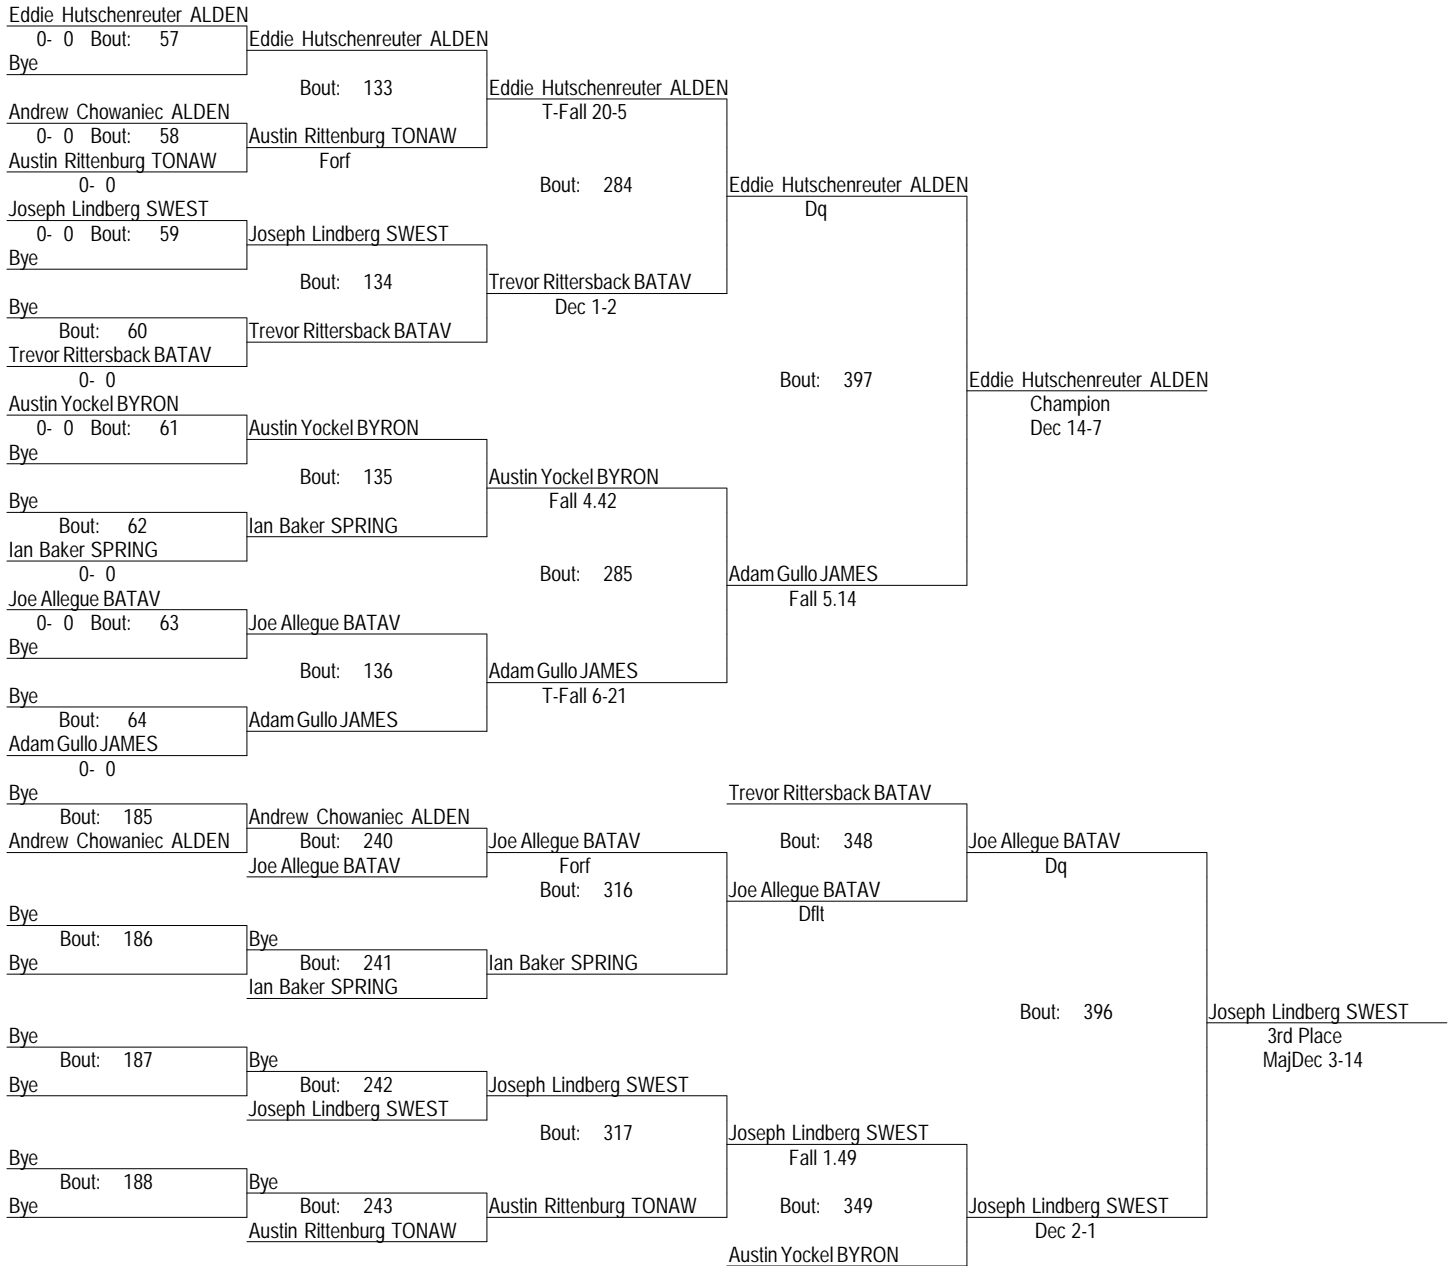 Eddie Hutschenreuter ALDEN
0- 0 Bout: 57 Eddie Hutschenreuter ALDEN
Bye
Bout: 133 Eddie Hutschenreuter ALDEN
Andrew Chowaniec ALDEN T-Fall 20-5
0- 0 Bout: 58 Austin Rittenburg TONAW
Austin Rittenburg TONAW Forf
0- 0 Bout: 284 Eddie Hutschenreuter ALDEN
Joseph Lindberg SWEST Dq
0- 0 Bout: 59 Joseph Lindberg SWEST
Bye
Bout: 134 Trevor Rittersback BATAV
Bye Dec 1-2
Bout: 60 Trevor Rittersback BATAV
Trevor Rittersback BATAV
0- 0 Bout: 397 Eddie Hutschenreuter ALDEN
Austin Yockel BYRON Champion
0- 0 Bout: 61 Austin Yockel BYRON Dec 14-7
Bye
Bout: 135 Austin Yockel BYRON
Bye Fall 4.42
Bout: 62 Ian Baker SPRING
Ian Baker SPRING
0- 0 Bout: 285 Adam Gullo JAMES
Joe Allegue BATAV Fall 5.14
0- 0 Bout: 63 Joe Allegue BATAV
Bye
Bout: 136 Adam Gullo JAMES
Bye T-Fall 6-21
Bout: 64 Adam Gullo JAMES
Adam Gullo JAMES
0- 0
Bye Trevor Rittersback BATAV
Bout: 185 Andrew Chowaniec ALDEN
Andrew Chowaniec ALDEN Bout: 240 Joe Allegue BATAV Bout: 348 Joe Allegue BATAV
Joe Allegue BATAV Forf Dq
Bout: 316 Joe Allegue BATAV
Bye Dflt
Bout: 186 Bye
Bye Bout: 241 Ian Baker SPRING
Ian Baker SPRING
Bout: 396 Joseph Lindberg SWEST
Bye 3rd Place
Bout: 187 Bye MajDec 3-14
Bye Bout: 242 Joseph Lindberg SWEST
Joseph Lindberg SWEST
Bout: 317 Joseph Lindberg SWEST
Bye Fall 1.49
Bout: 188 Bye
Bye Bout: 243 Austin Rittenburg TONAW Bout: 349 Joseph Lindberg SWEST
Austin Rittenburg TONAW Dec 2-1
Austin Yockel BYRON